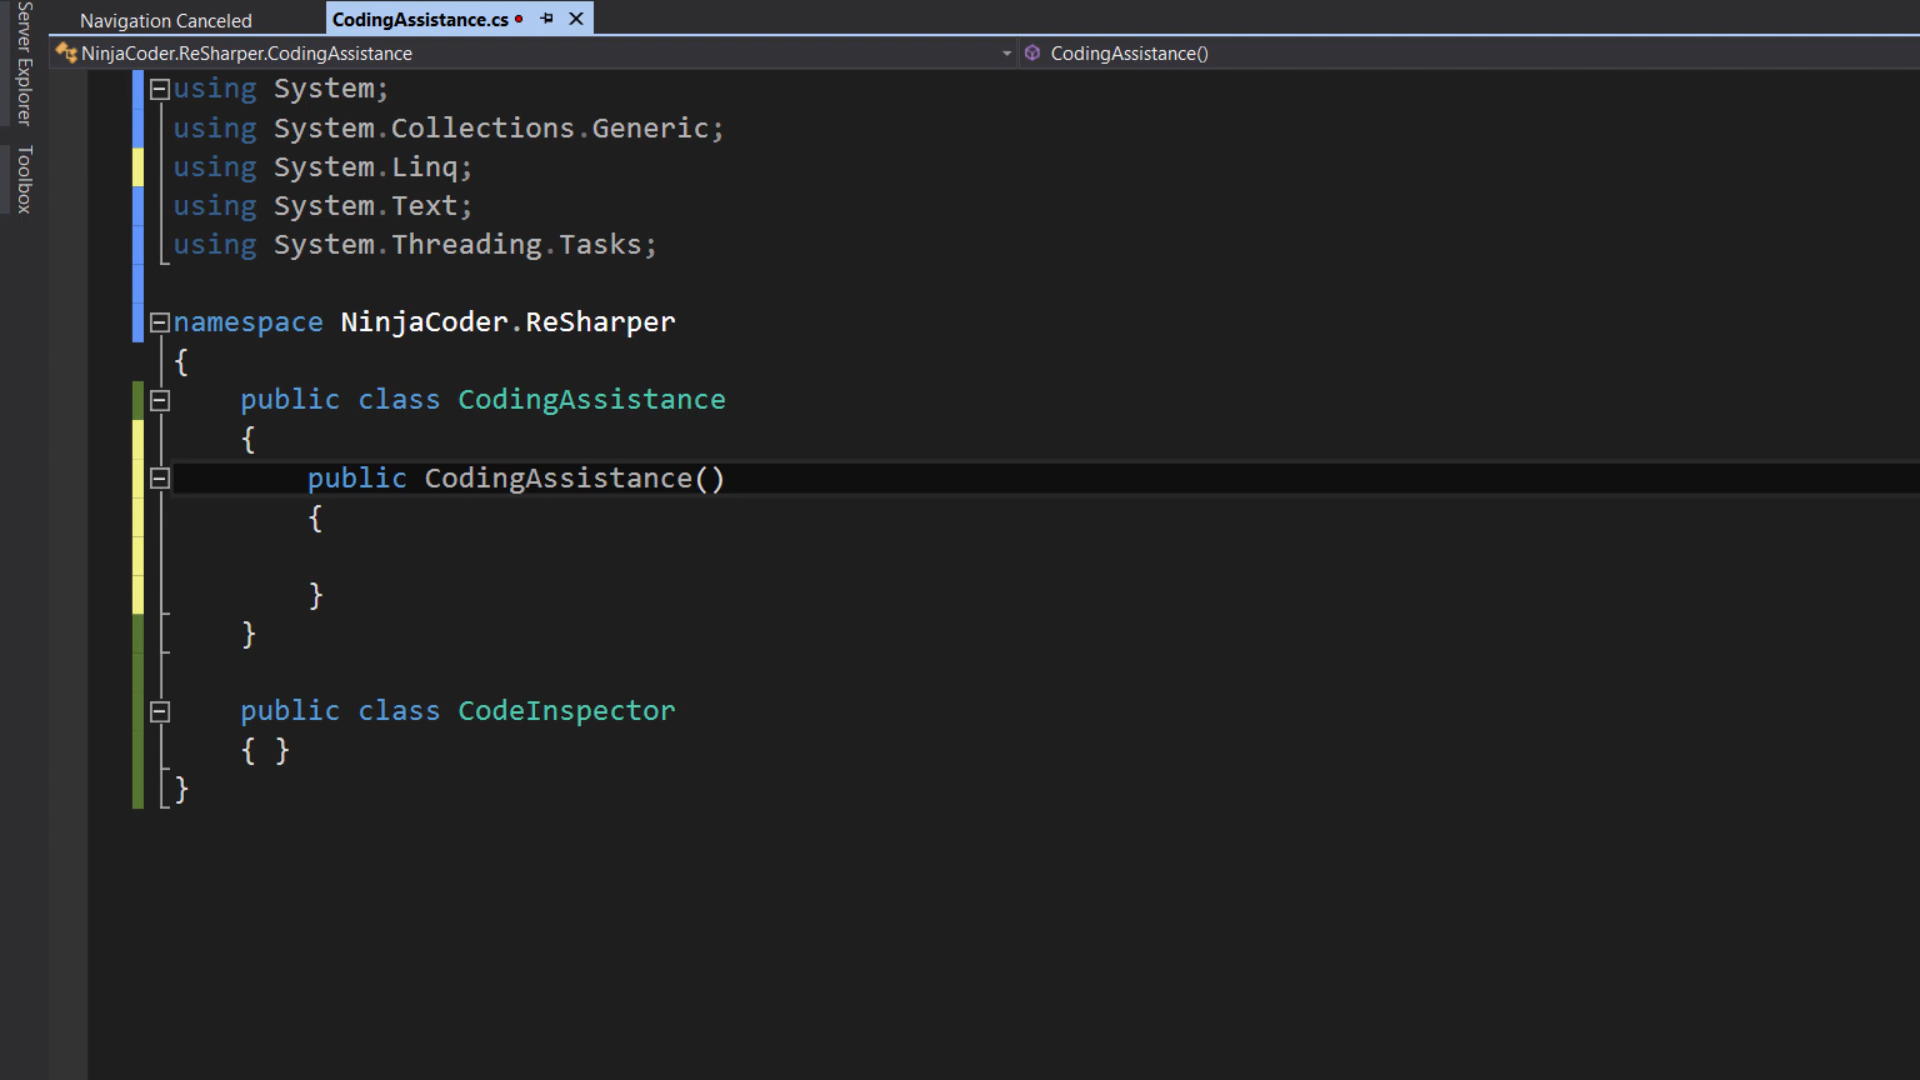 Server Explorer
Toolbox
Navigation Canceled
CodingAssistance.cs
NinjaCoder.ReSharper.CodingAssistance
CodingAssistance()
using System;
using System.Collections.Generic;
using System.Linq;
using System.Text;
using System.Threading.Tasks;
namespace NinjaCoder.ReSharper
{
public class CodingAssistance
{
public CodingAssistance()
{
}
}
public class CodeInspector
{ }
}